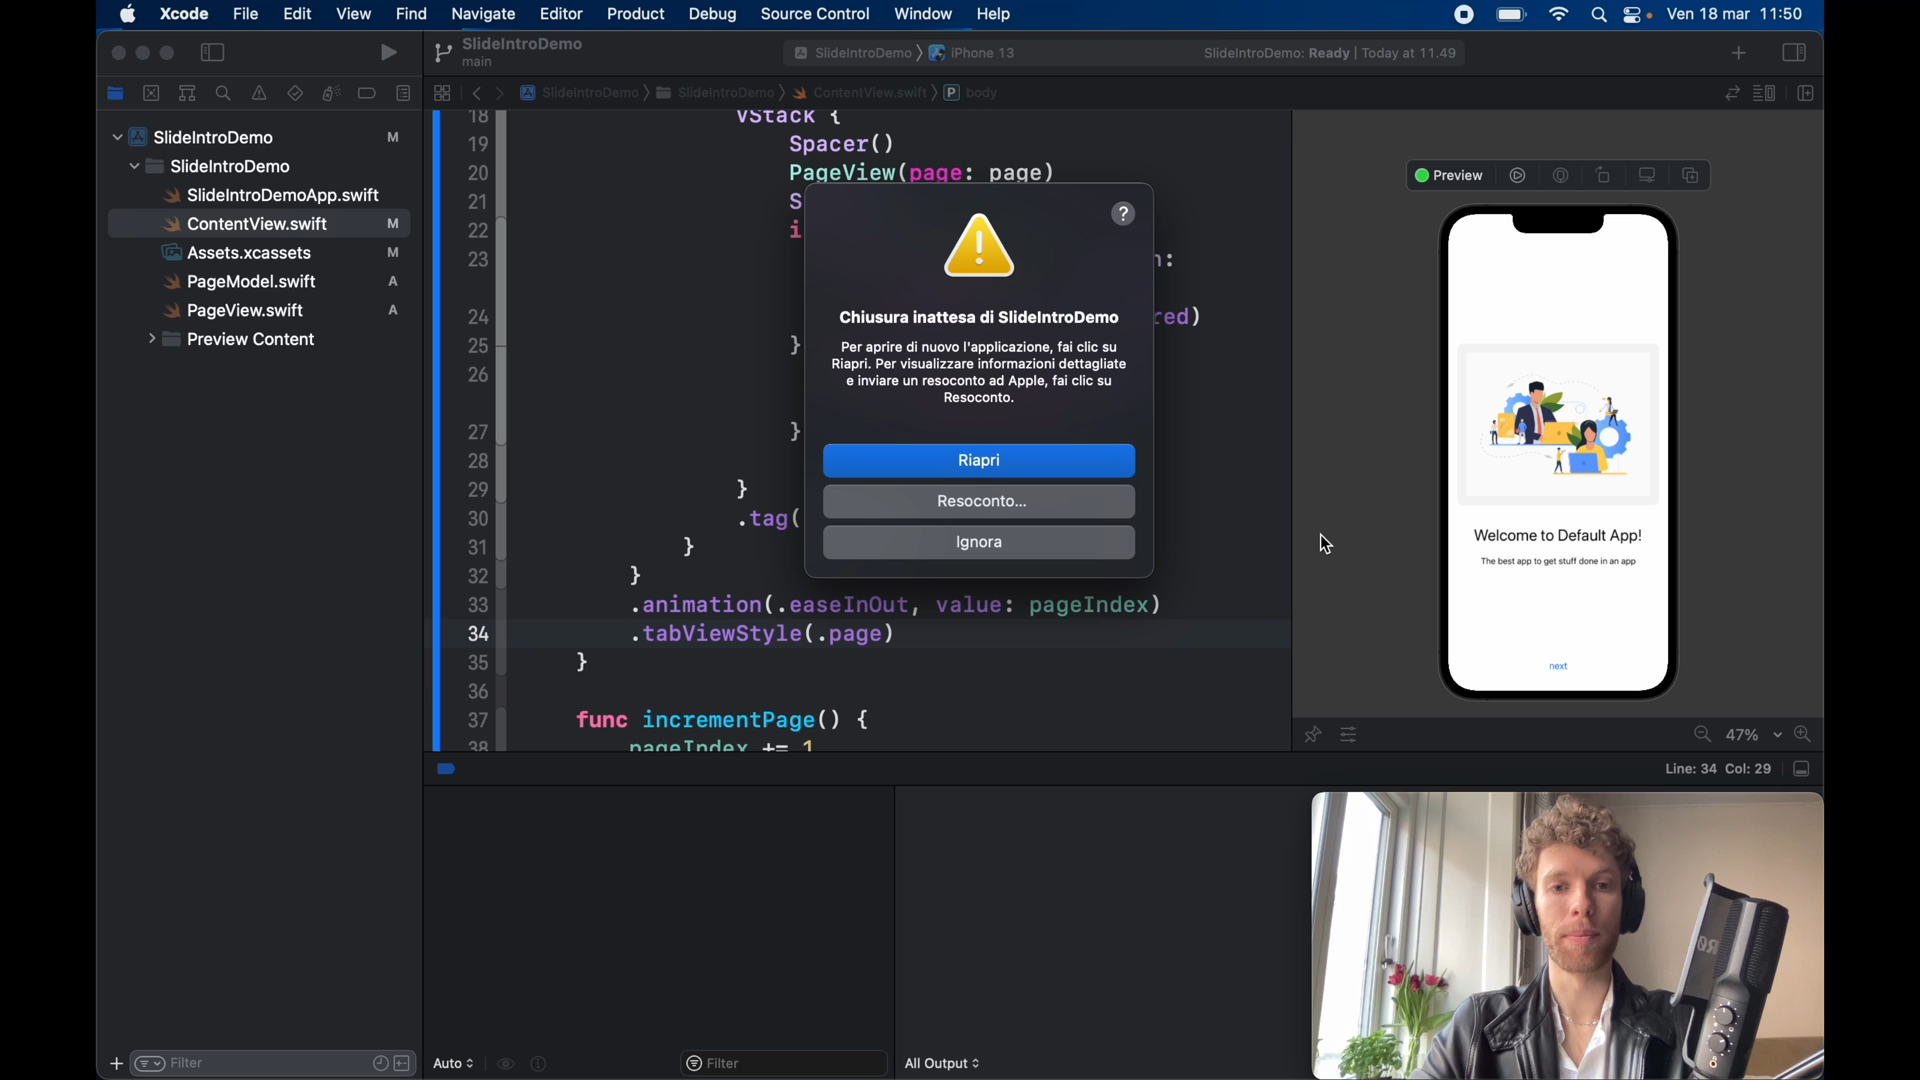 Xcode File Edit View Find Navigate Editor Product Debug Source Control Window Help Ven 18 mar 11:50
SlideIntroDemo
main
SlideIntroDemo iPhone 13 SlideIntroDemo: Ready | Today at 11.49
SlideIntroDemo SlideIntroDemo ContentView.swift P body
SlideIntroDemo M
SlideIntroDemo
SlideIntroDemoApp.swift
ContentView.swift M
Assets.xcassets M
PageModel.swift A
PageView.swift A
Preview Content
18 VStack {
19 Spacer()
20 PageView(page: page)
21 S
22 i
23 n:
24 red)
25 }
26
27 }
28
29 }
30 .tag(
31 }
32 }
33 .animation(.easeInOut, value: pageIndex)
34 .tabViewStyle(.page)
35 }
36
37 func incrementPage() {
38 pageIndex += 1
?
Chiusura inattesa di SlideIntroDemo
Per aprire di nuovo l'applicazione, fai clic su
Riapri. Per visualizzare informazioni dettagliate
e inviare un resoconto ad Apple, fai clic su
Resoconto.
Riapri
Resoconto...
Ignora
Preview
Welcome to Default App!
The best app to get stuff done in an app
next
47%
Line: 34 Col: 29
RØ
Filter
Auto
Filter
All Output